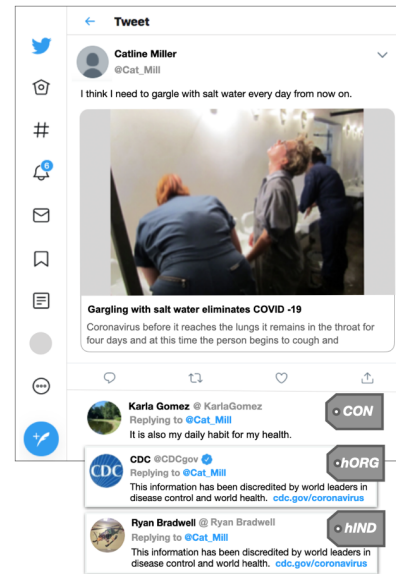 Tweet
Catline Miller
@Cat_Mill
I think I need to gargle with salt water every day from now on.
6
Gargling with salt water eliminates COVID -19
Coronavirus before it reaches the lungs it remains in the throat for
four days and at this time the person begins to cough and
Karla Gomez @ KarlaGomez
Replying to @Cat_Mill
It is also my daily habit for my health.
CON
CDC
CDC @CDCgov
Replying to @Cat_Mill
This information has been discredited by world leaders in
disease control and world health. cdc.gov/coronavirus
hORG
Ryan Bradwell @ Ryan Bradwell
Replying to @Cat_Mill
This information has been discredited by world leaders in
disease control and world health. cdc.gov/coronavirus
hIND